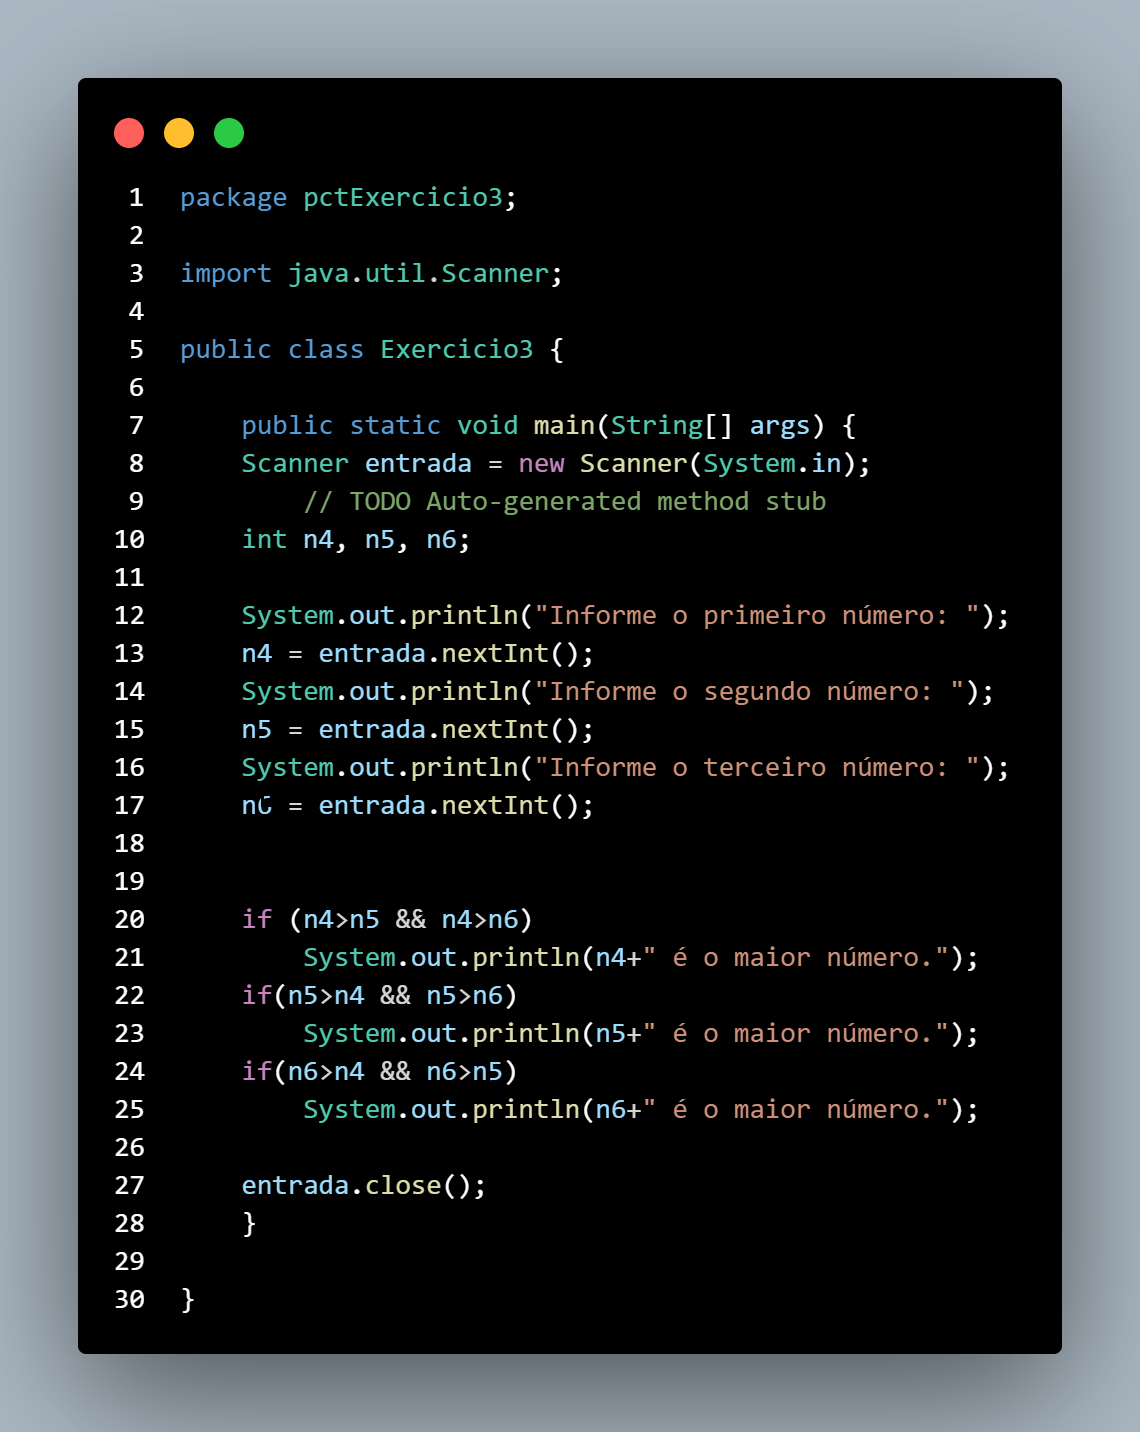 1 package pctExercicio3;
2
3 import java.util.Scanner;
4
5 public class Exercicio3 {
6
7     public static void main(String[] args) {
8     Scanner entrada = new Scanner(System.in);
9         // TODO Auto-generated method stub
10     int n4, n5, n6;
11
12     System.out.println("Informe o primeiro número: ");
13     n4 = entrada.nextInt();
14     System.out.println("Informe o segundo número: ");
15     n5 = entrada.nextInt();
16     System.out.println("Informe o terceiro número: ");
17     n6 = entrada.nextInt();
18
19
20     if (n4>n5 && n4>n6)
21         System.out.println(n4+" é o maior número.");
22     if(n5>n4 && n5>n6)
23         System.out.println(n5+" é o maior número.");
24     if(n6>n4 && n6>n5)
25         System.out.println(n6+" é o maior número.");
26
27     entrada.close();
28     }
29
30 }